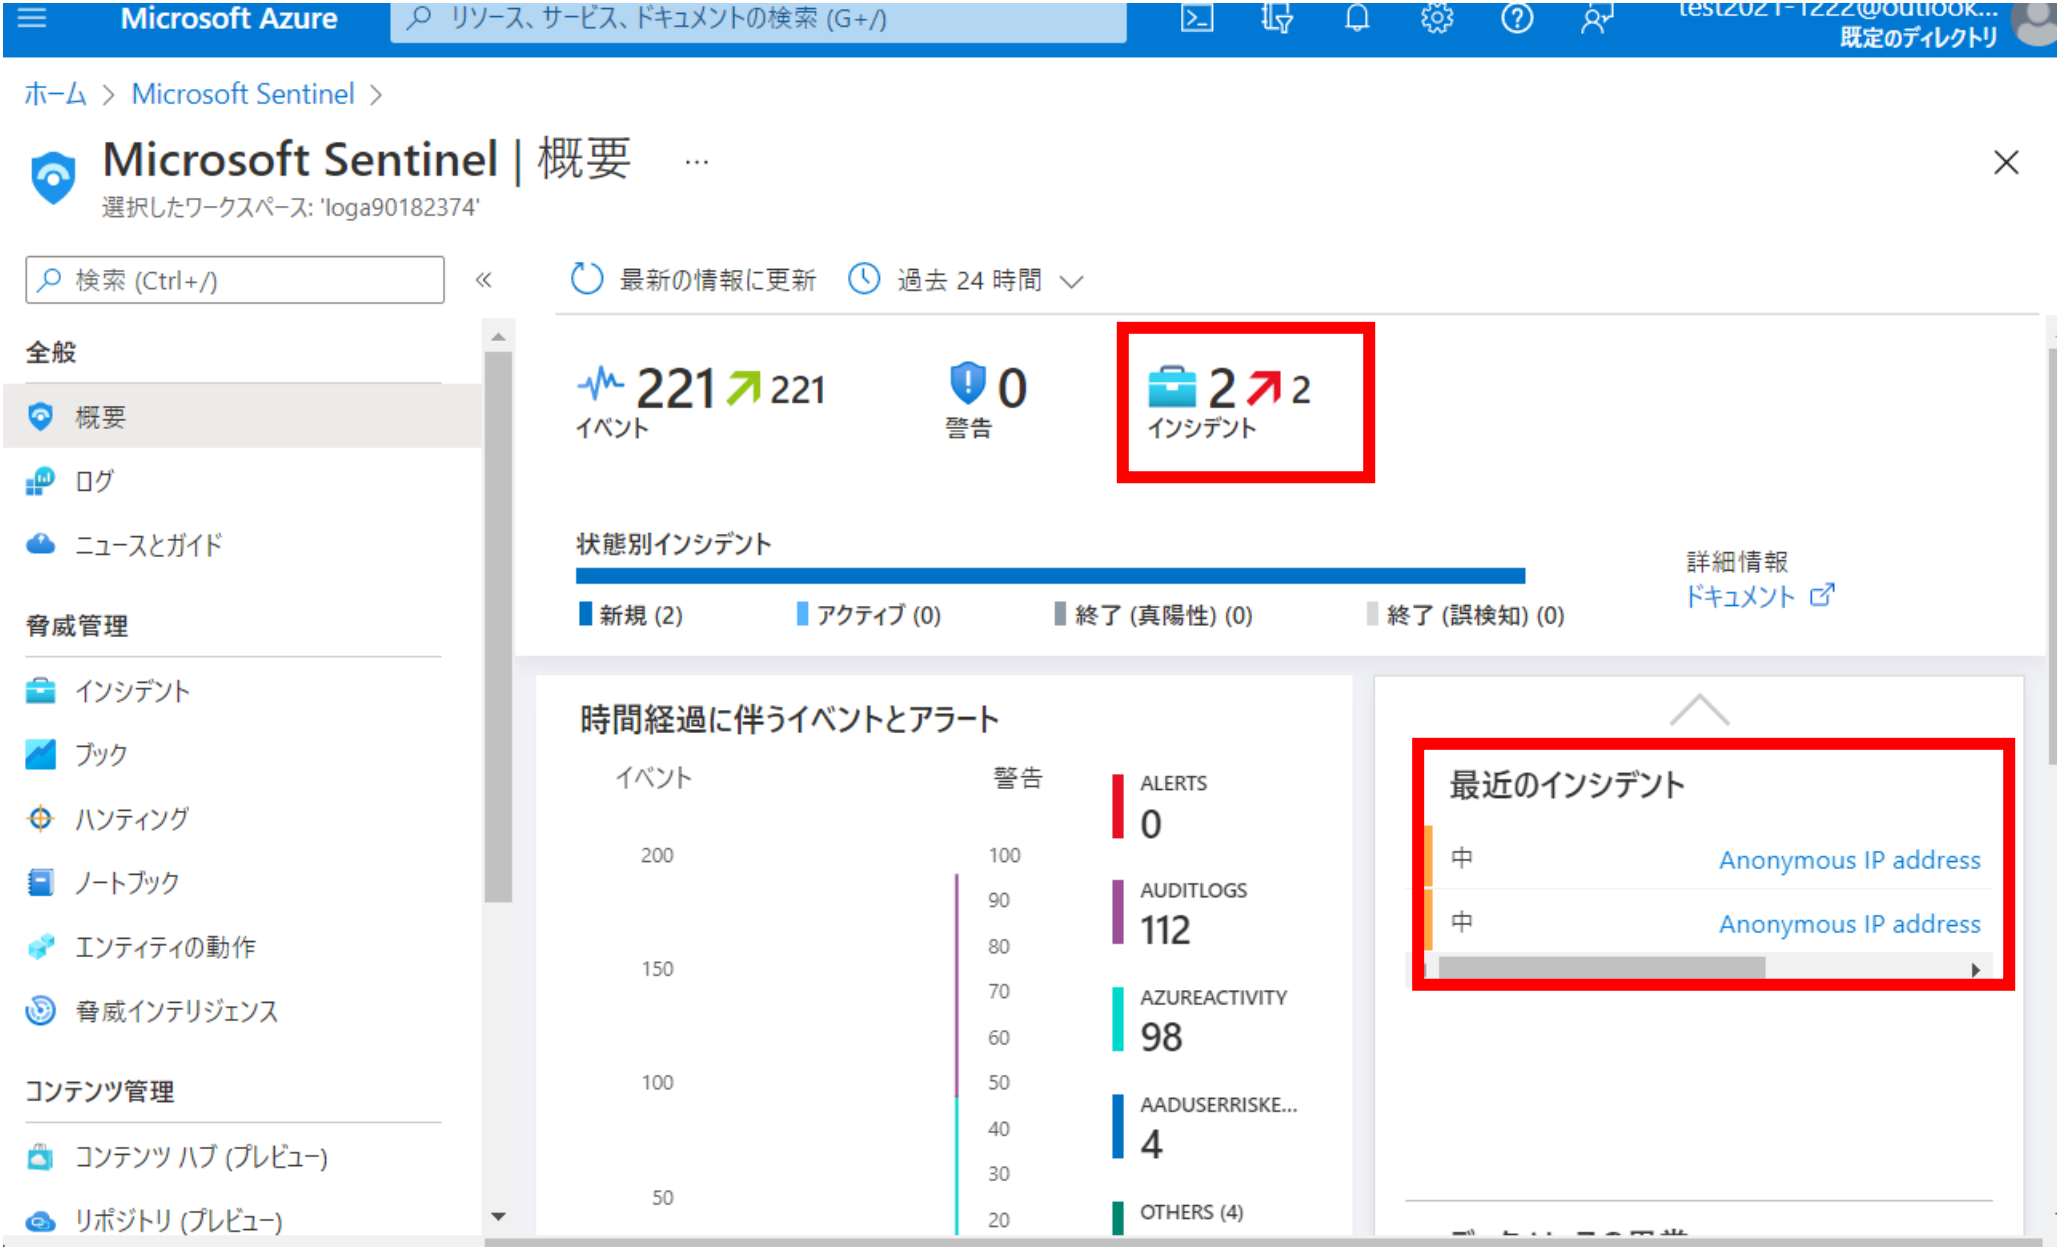 Microsoft Azure
リソース、サービス、ドキュメントの検索 (G+/)
test2021-1222@outlook...
既定のディレクトリ
ホーム > Microsoft Sentinel >
Microsoft Sentinel | 概要 ...
選択したワークスペース: 'loga90182374'
検索 (Ctrl+/)
«
最新の情報に更新
過去 24 時間
全般
概要
ログ
ニュースとガイド
脅威管理
インシデント
ブック
ハンティング
ノートブック
エンティティの動作
脅威インテリジェンス
コンテンツ管理
コンテンツ ハブ (プレビュー)
リポジトリ (プレビュー)
221 221
イベント
0
警告
2 2
インシデント
状態別インシデント
新規 (2)
アクティブ (0)
終了 (真陽性) (0)
終了 (誤検知) (0)
詳細情報
ドキュメント
時間経過に伴うイベントとアラート
イベント
警告
200
150
100
50
100
90
80
70
60
50
40
30
20
ALERTS
0
AUDITLOGS
112
AZUREACTIVITY
98
AADUSERRISKE...
4
OTHERS (4)
最近のインシデント
中 Anonymous IP address
中 Anonymous IP address